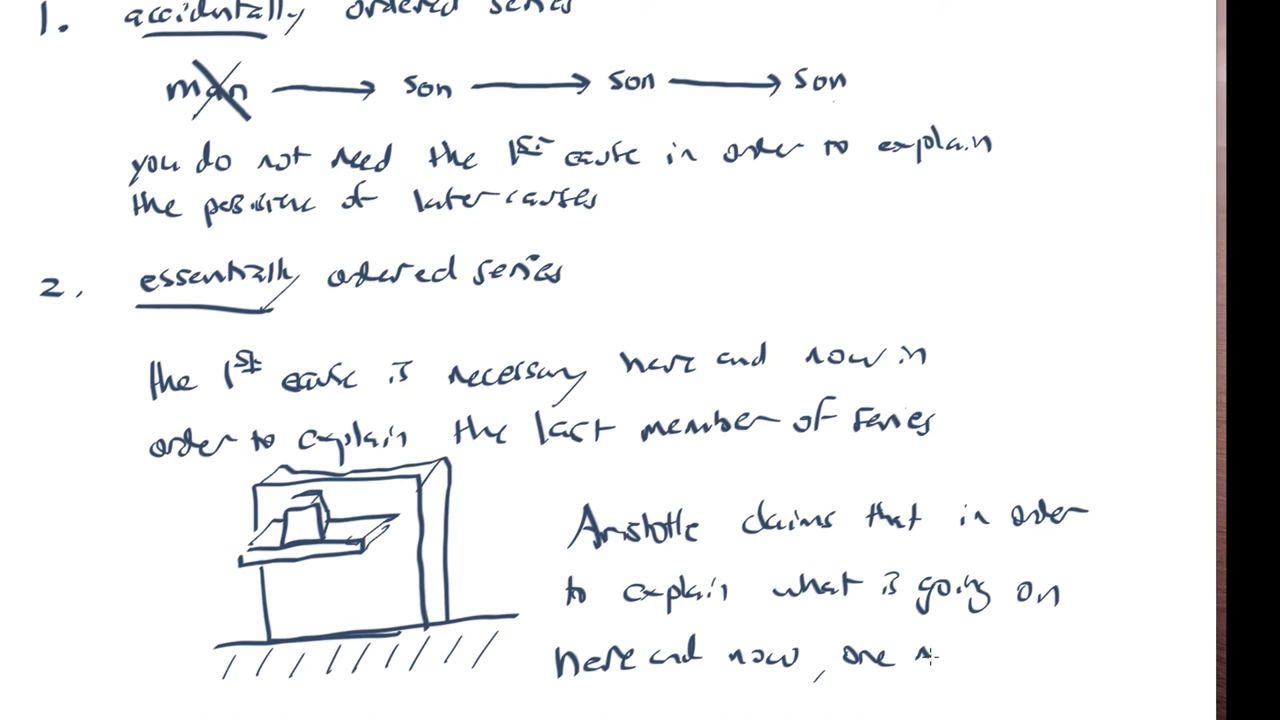 1. accidentally ordered series
man → son → son → son
you do not need the 1st cause in order to explain
the of later causes
2. essentially ordered series
the 1st cause is necessary here and now in
order to explain the last member of series
Aristotle claims that in order
to explain what is going on
here and now, one